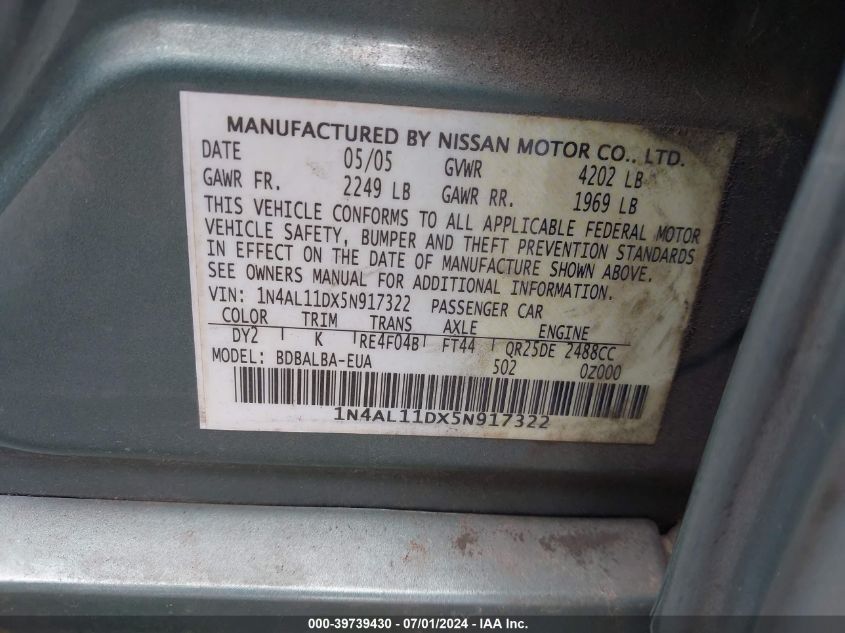 MANUFACTURED BY NISSAN MOTOR CO., LTD.
DATE 05/05 GVWR 4202 LB
GAWR FR. 2249 LB GAWR RR. 1969 LB
THIS VEHICLE CONFORMS TO ALL APPLICABLE FEDERAL MOTOR
VEHICLE SAFETY, BUMPER AND THEFT PREVENTION STANDARDS
IN EFFECT ON THE DATE OF MANUFACTURE SHOWN ABOVE.
SEE OWNERS MANUAL FOR ADDITIONAL INFORMATION.
VIN: 1N4AL11DX5N917322 PASSENGER CAR
COLOR TRIM TRANS AXLE ENGINE
DY2 K RE4F04B FT44 QR25DE 2488CC
MODEL: BDBALBA-EUA 502 0Z000
1N4AL11DX5N917322
000-39739430 - 07/01/2024 - www.iaai.com